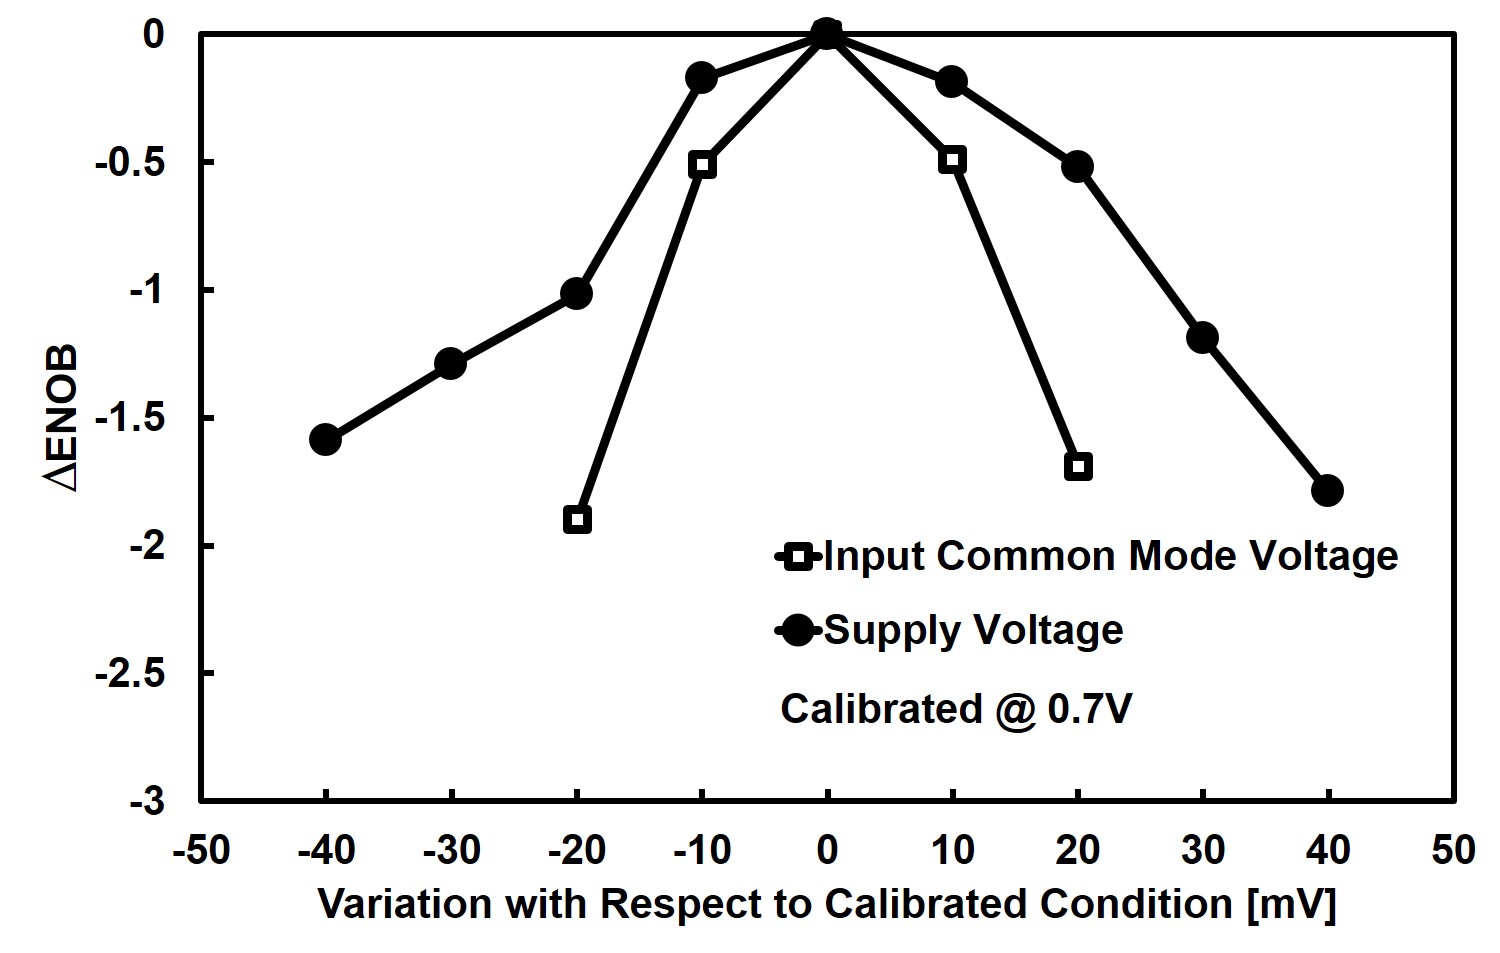 0
-0.5
-1
-1.5
-2
-2.5
-3
ΔENOB
Input Common Mode Voltage
Supply Voltage
Calibrated @ 0.7V
-50 -40 -30 -20 -10 0 10 20 30 40 50
Variation with Respect to Calibrated Condition [mV]